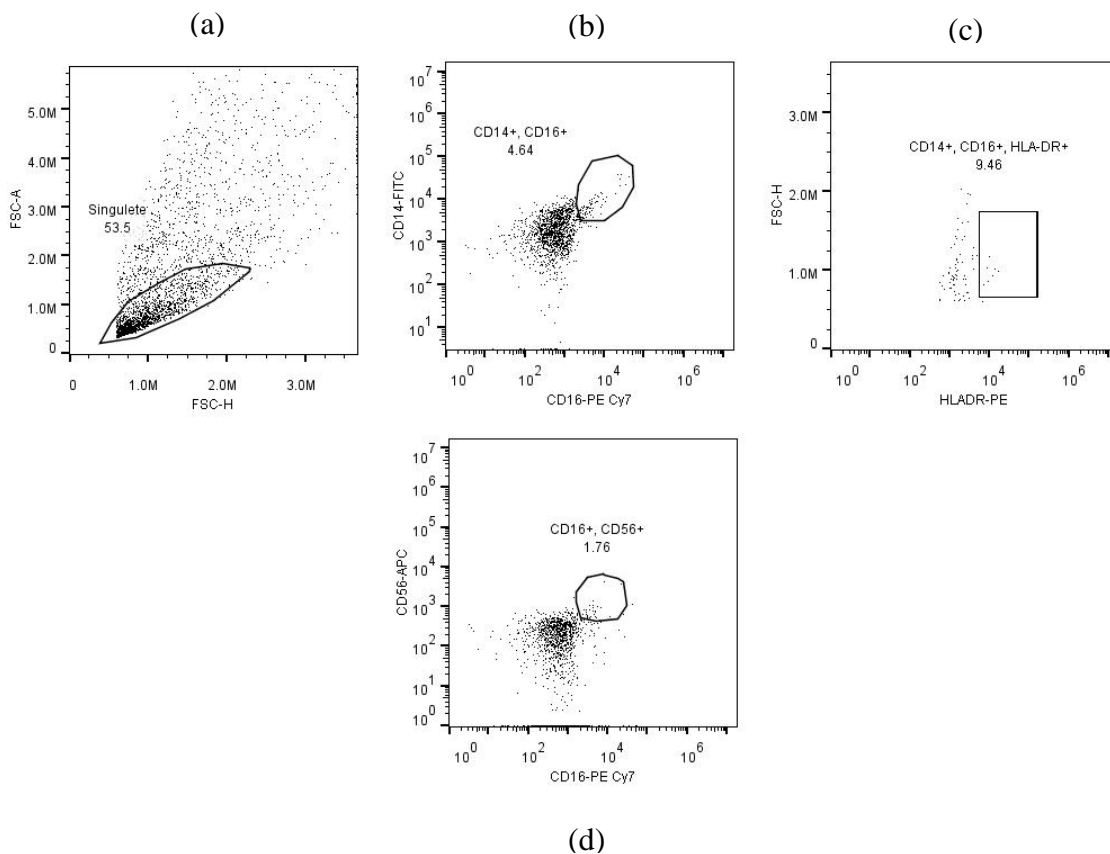 (a)
(b)
(c)
5.0M
4.0M
3.0M
2.0M
1.0M
0
FSC-A
Singulete
53.5
0
1.0M
2.0M
3.0M
FSC-H
10^7
10^6
10^5
10^4
10^3
10^2
10^1
CD14-FITC
CD14+, CD16+
4.64
10^0
10^2
10^4
10^6
CD16-PE Cy7
3.0M
2.0M
1.0M
0
FSC-H
CD14+, CD16+, HLA-DR+
9.46
10^0
10^2
10^4
10^6
HLADR-PE
10^7
10^6
10^5
10^4
10^3
10^2
10^1
10^0
CD56-APC
CD16+, CD56+
1.76
10^0
10^2
10^4
10^6
CD16-PE Cy7
(d)